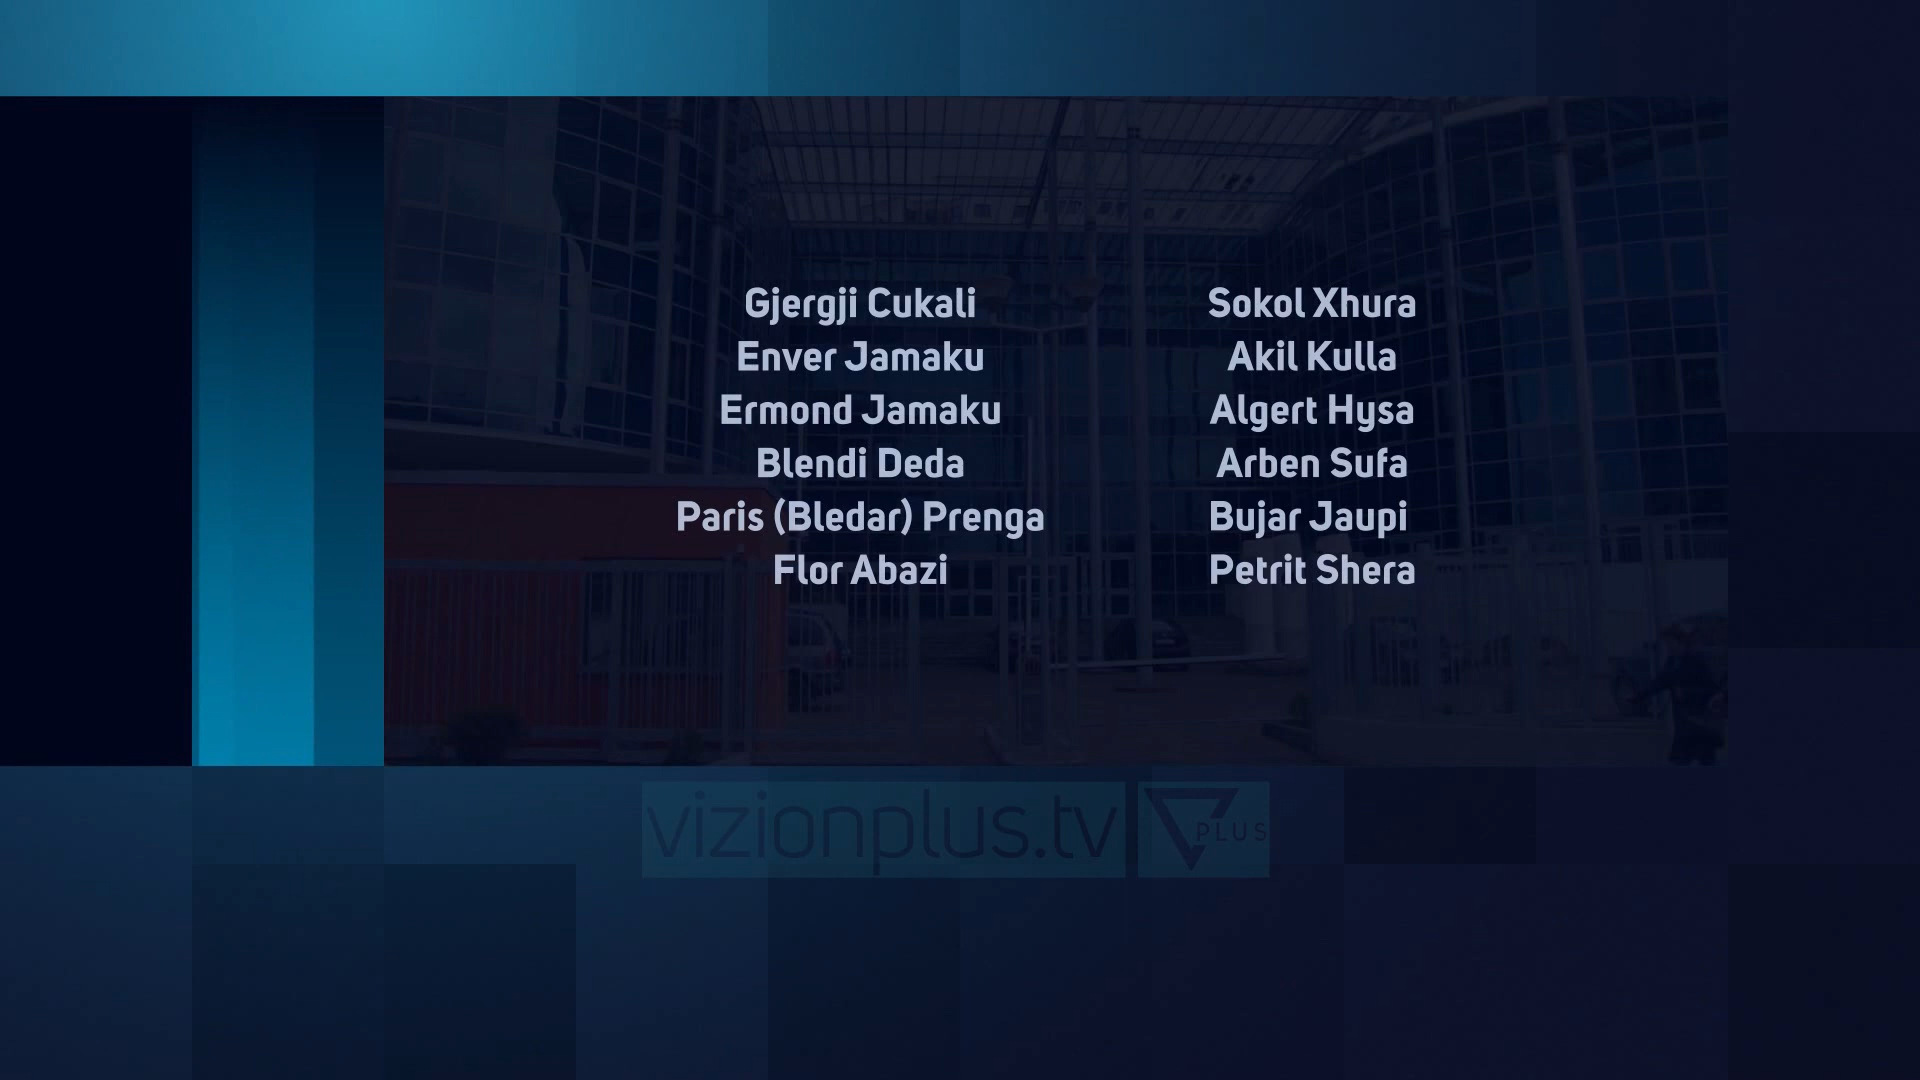 Gjergji Cukali
Enver Jamaku
Ermond Jamaku
Blendi Deda
Paris (Bledar) Prenga
Flor Abazi
Sokol Xhura
Akil Kulla
Algert Hysa
Arben Sufa
Bujar Jaupi
Petrit Shera
vizionplus.tv
PLUS